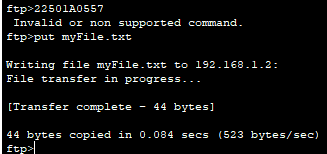 ftp>22501A0557
Invalid or non supported command.
ftp>put myFile.txt
Writing file myFile.txt to 192.168.1.2:
File transfer in progress...
[Transfer complete - 44 bytes]
44 bytes copied in 0.084 secs (523 bytes/sec)
ftp>